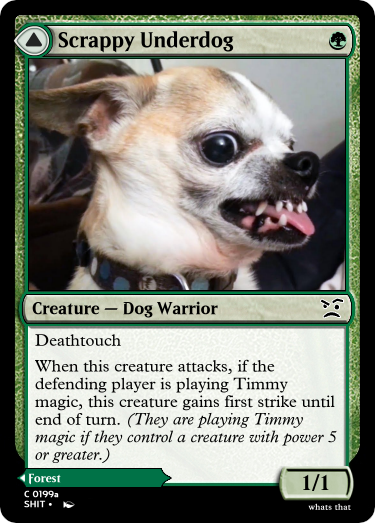 Scrappy Underdog
Creature — Dog Warrior
Deathtouch
When this creature attacks, if the
defending player is playing Timmy
magic, this creature gains first strike until
end of turn. (They are playing Timmy
magic if they control a creature with power 5
or greater.)
Forest
1/1
C 0199a
SHIT •
whats that